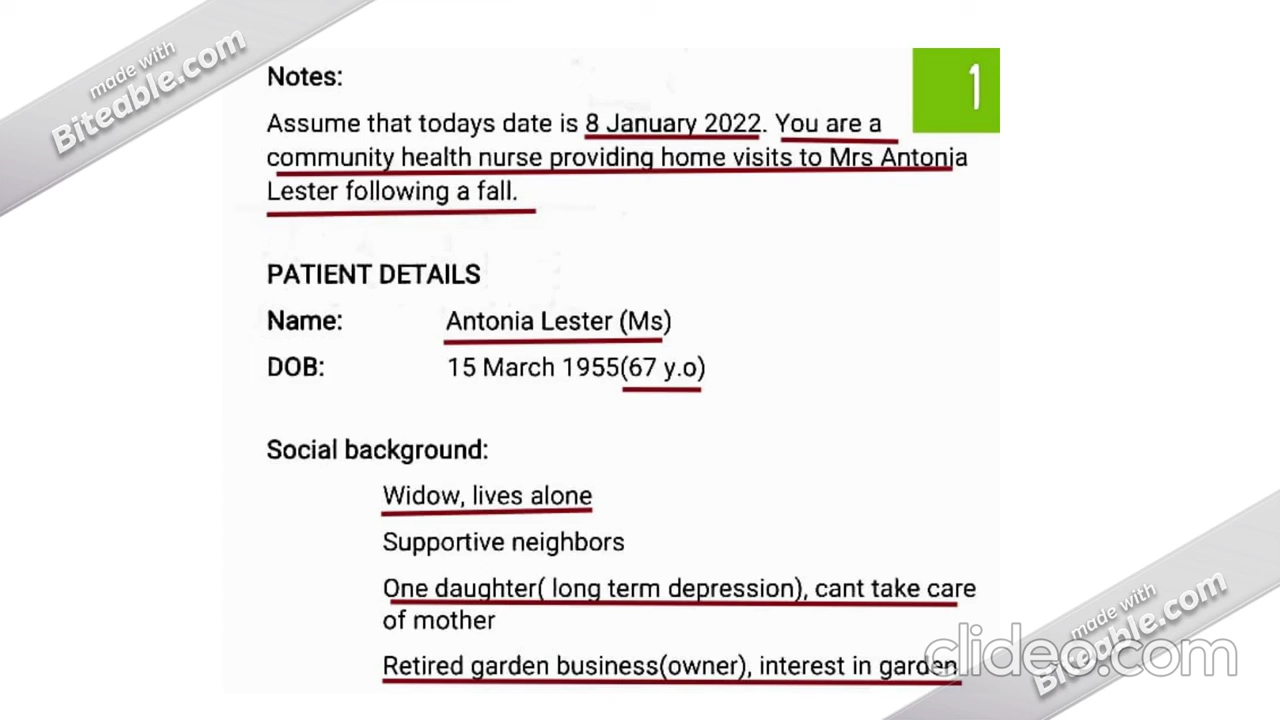 made with
Biteable.com
1
Notes:
Assume that todays date is 8 January 2022. You are a
community health nurse providing home visits to Mrs Antonia
Lester following a fall.
PATIENT DETAILS
Name: Antonia Lester (Ms)
DOB: 15 March 1955(67 y.o)
Social background:
Widow, lives alone
Supportive neighbors
One daughter( long term depression), cant take care
of mother
Retired garden business(owner), interest in garden
made with
Biteable.com
clideo.com